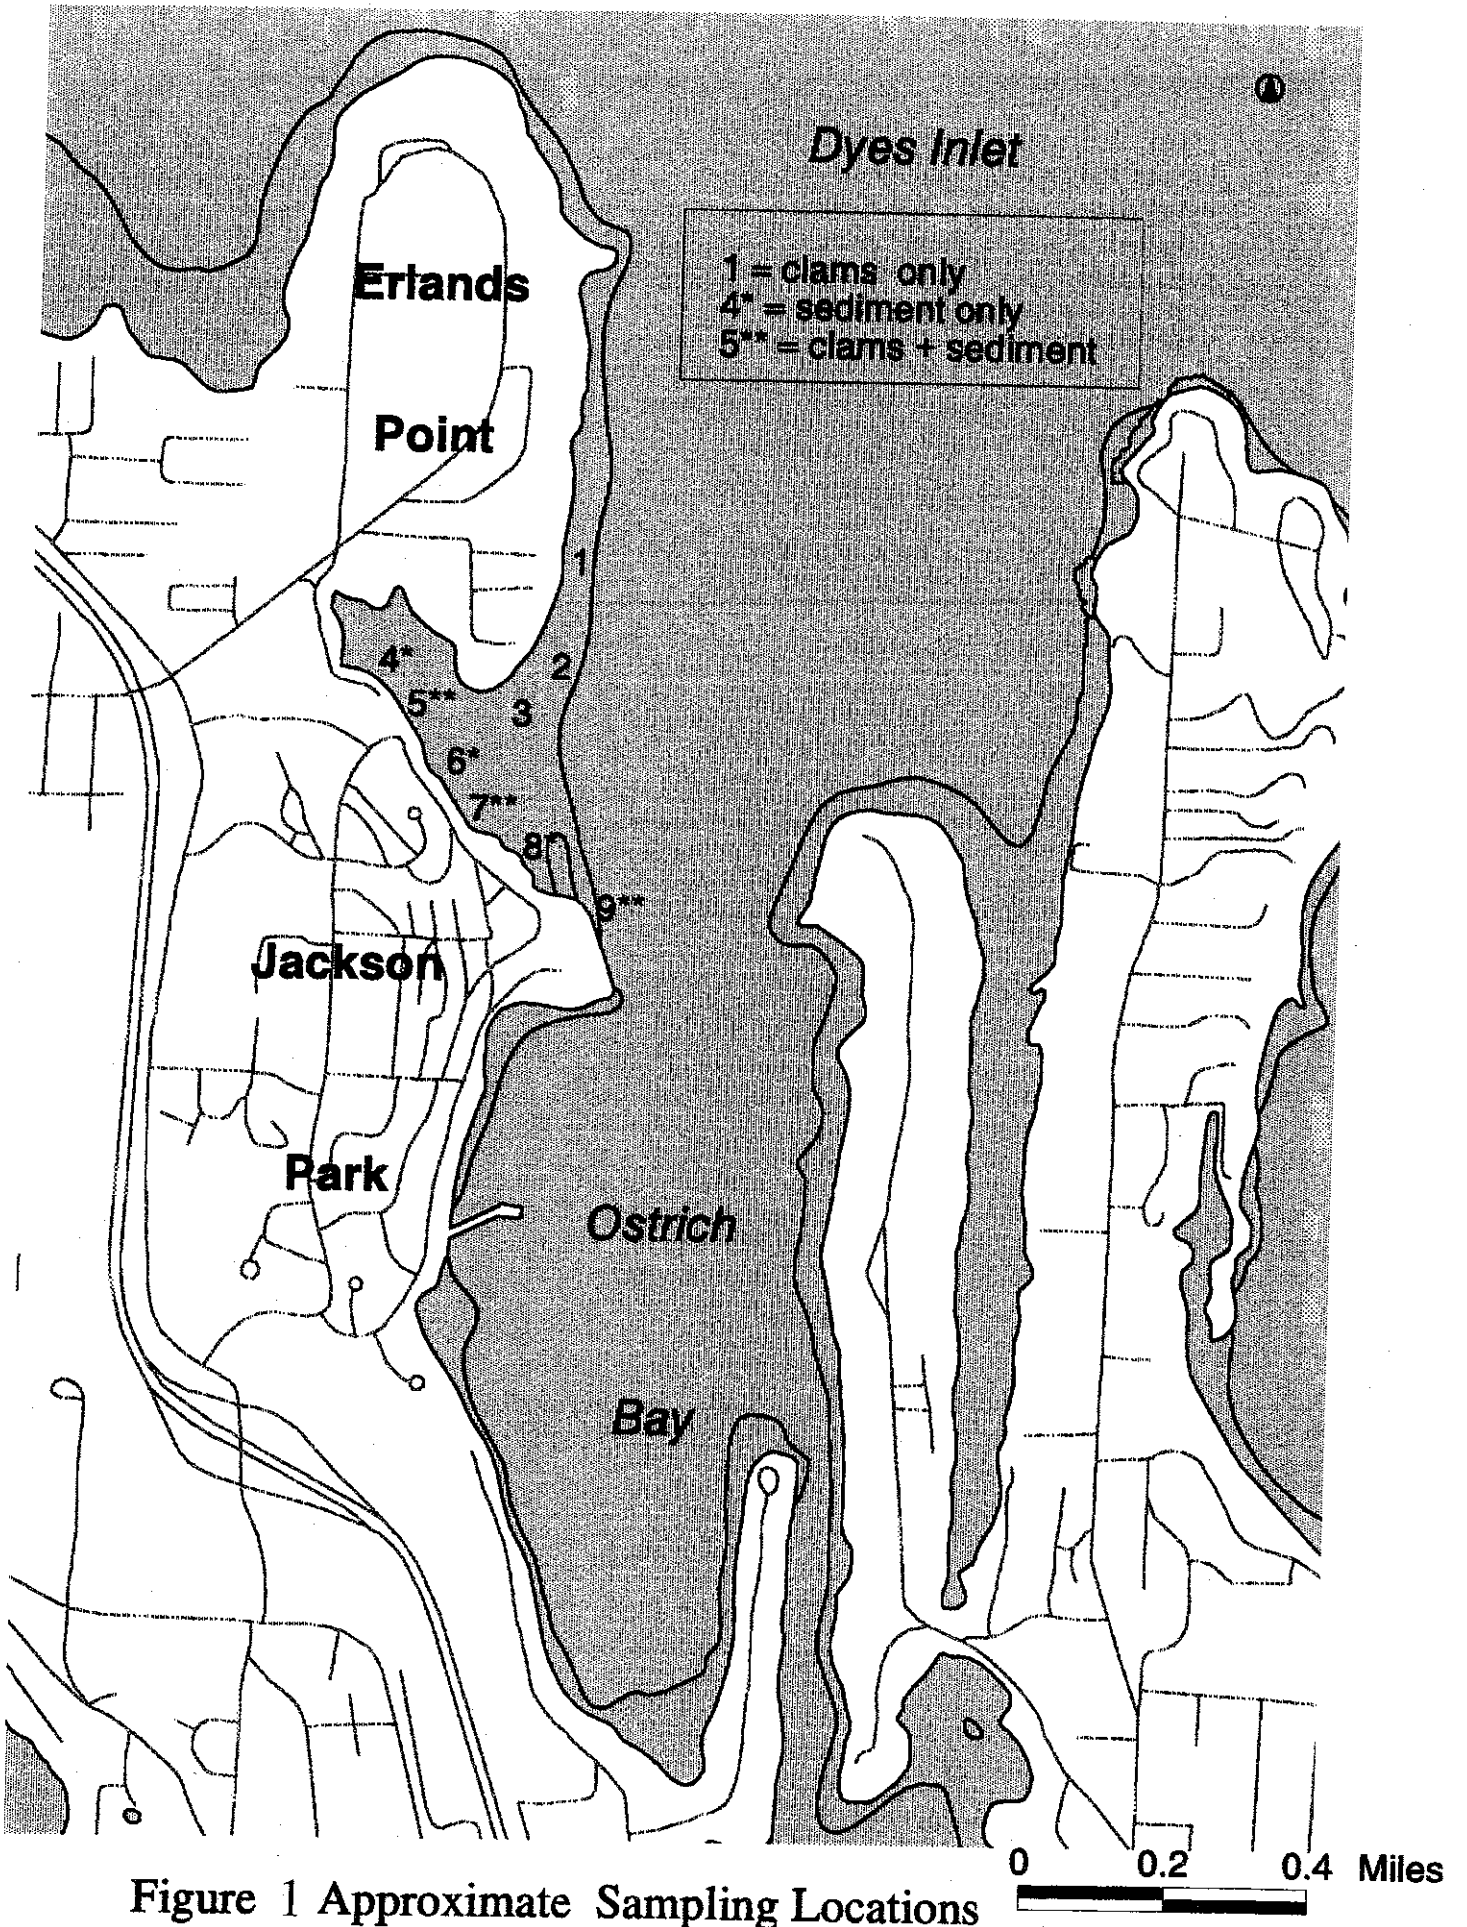 Dyes Inlet
1 = clams only
4* = sediment only
5** = clams + sediment
Erlands
Point
1
2
3
4*
5**
6*
7**
8*
9**
Jackson
Park
Ostrich
Bay
0 0.2 0.4 Miles
Figure 1 Approximate Sampling Locations